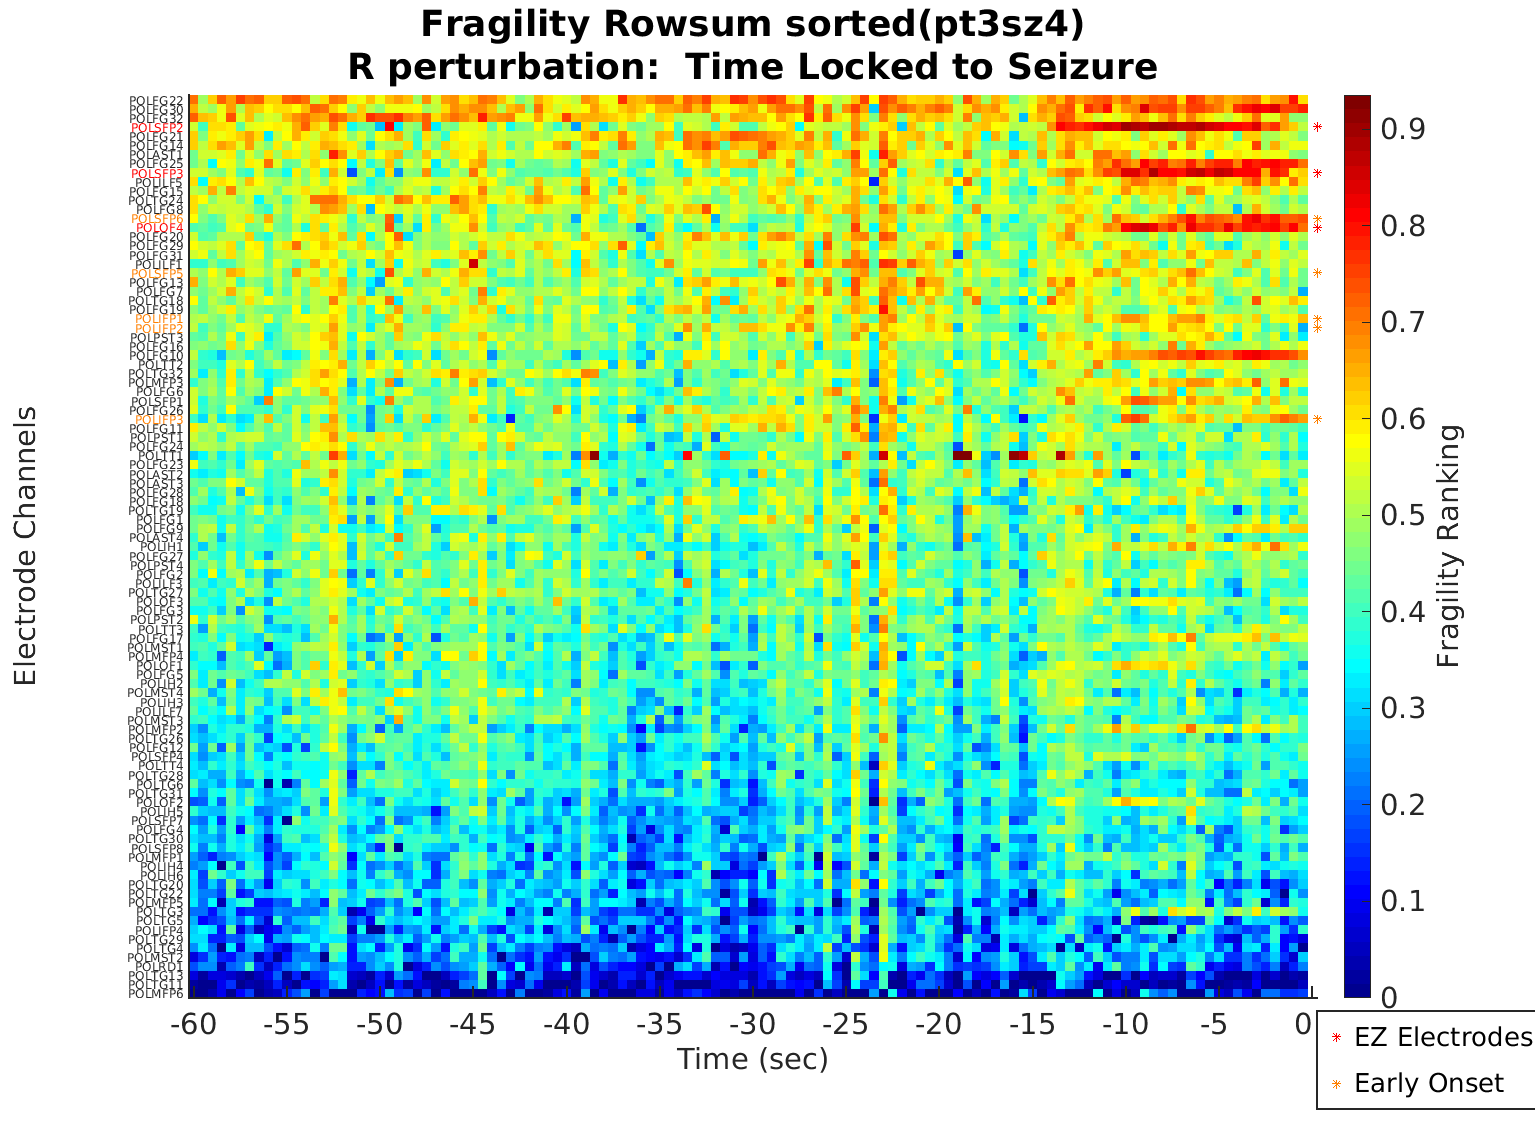 Fragility Rowsum sorted(pt3sz4)
R perturbation: Time Locked to Seizure
Electrode Channels
POLFG22
POLFG30
POLFG32
POLSFP2
POLFG21
POLFG14
POLAST1
POLFG25
POLSFP3
POLILF5
POLFG15
POLTG24
POLFG8
POLSFP6
POLOF4
POLFG20
POLFG29
POLFG31
POLILF1
POLSFP5
POLFG13
POLFG7
POLTG18
POLFG19
POLIFP1
POLIFP2
POLPST3
POLFG16
POLFG10
POLTT2
POLTG32
POLMFP3
POLFG6
POLSFP1
POLFG26
POLIFP3
POLFG11
POLPST1
POLFG24
POLTT1
POLFG23
POLAST2
POLAST3
POLFG28
POLFG18
POLTG19
POLFG1
POLFG9
POLAST4
POLIH1
POLFG27
POLPST4
POLFG2
POLILF3
POLTG27
POLOF3
POLFG3
POLPST2
POLTT3
POLFG17
POLMST1
POLMFP4
POLOF1
POLFG5
POLIH2
POLMST4
POLIH3
POLILF7
POLMST3
POLMFP2
POLTG26
POLFG12
POLSFP4
POLTT4
POLTG28
POLTG6
POLTG31
POLOF2
POLIH5
POLSFP7
POLFG4
POLTG30
POLSFP8
POLMFP1
POLIH4
POLIH6
POLTG20
POLTG22
POLMFP5
POLTG3
POLTG5
POLIFP4
POLTG29
POLTG4
POLMST2
POLRD1
POLTG13
POLTG11
POLMFP6
-60 -55 -50 -45 -40 -35 -30 -25 -20 -15 -10 -5 0
Time (sec)
0.9
0.8
0.7
0.6
0.5
0.4
0.3
0.2
0.1
0
Fragility Ranking
EZ Electrodes
Early Onset